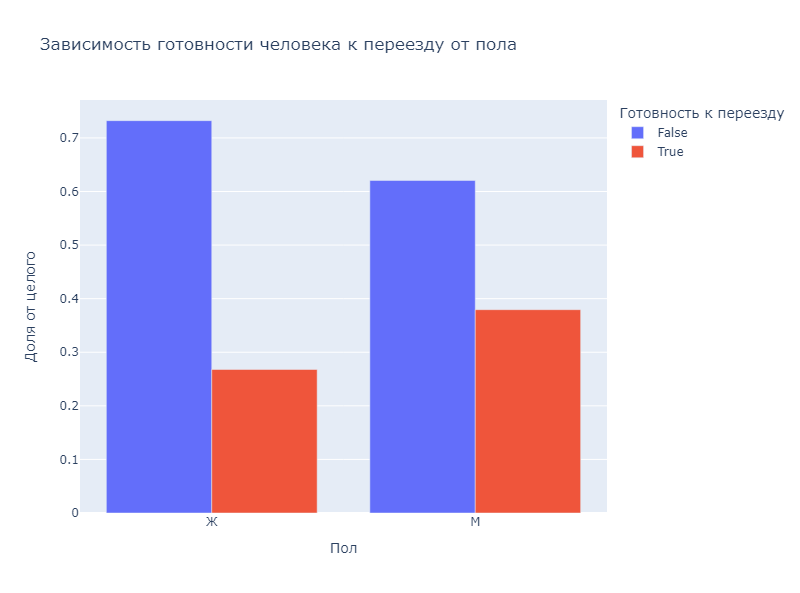 Зависимость готовности человека к переезду от пола
Готовность к переезду
False
True
Доля от целого
0.7
0.6
0.5
0.4
0.3
0.2
0.1
0
Ж
М
Пол